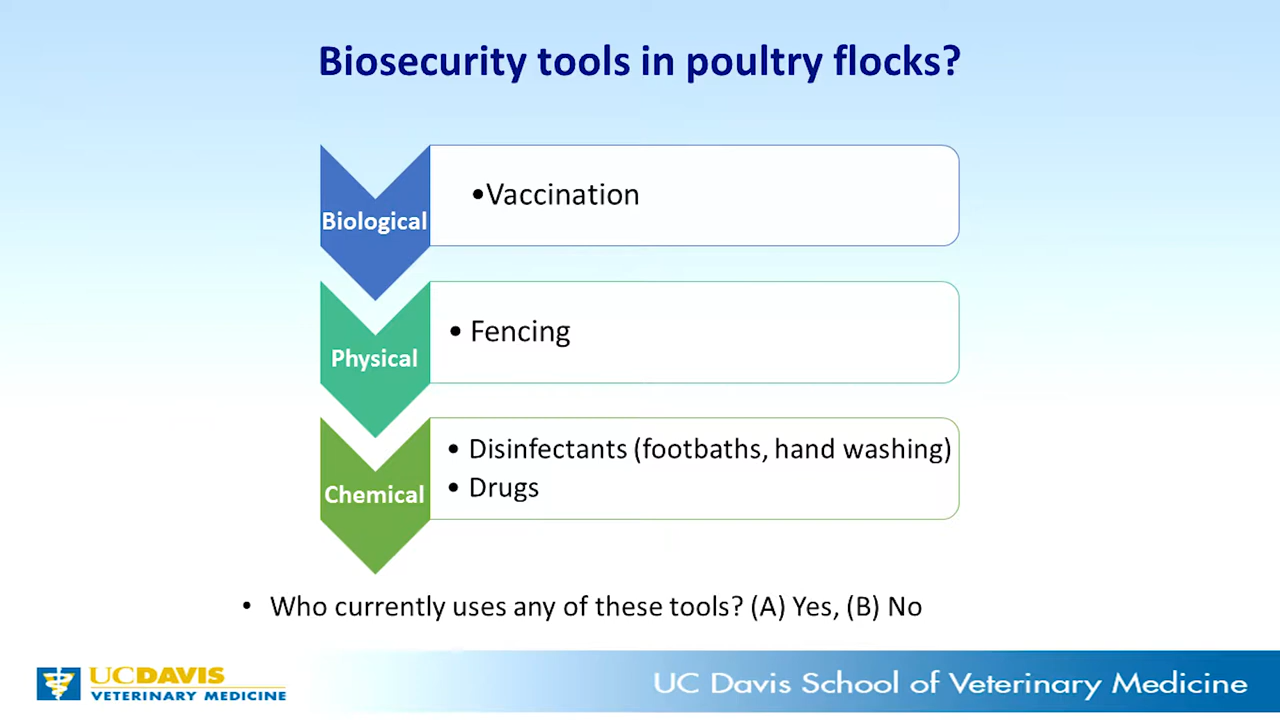 Biosecurity tools in poultry flocks?
Biological
•Vaccination
Physical
• Fencing
Chemical
• Disinfectants (footbaths, hand washing)
• Drugs
• Who currently uses any of these tools? (A) Yes, (B) No
UCDAVIS
VETERINARY MEDICINE
UC Davis School of Veterinary Medicine